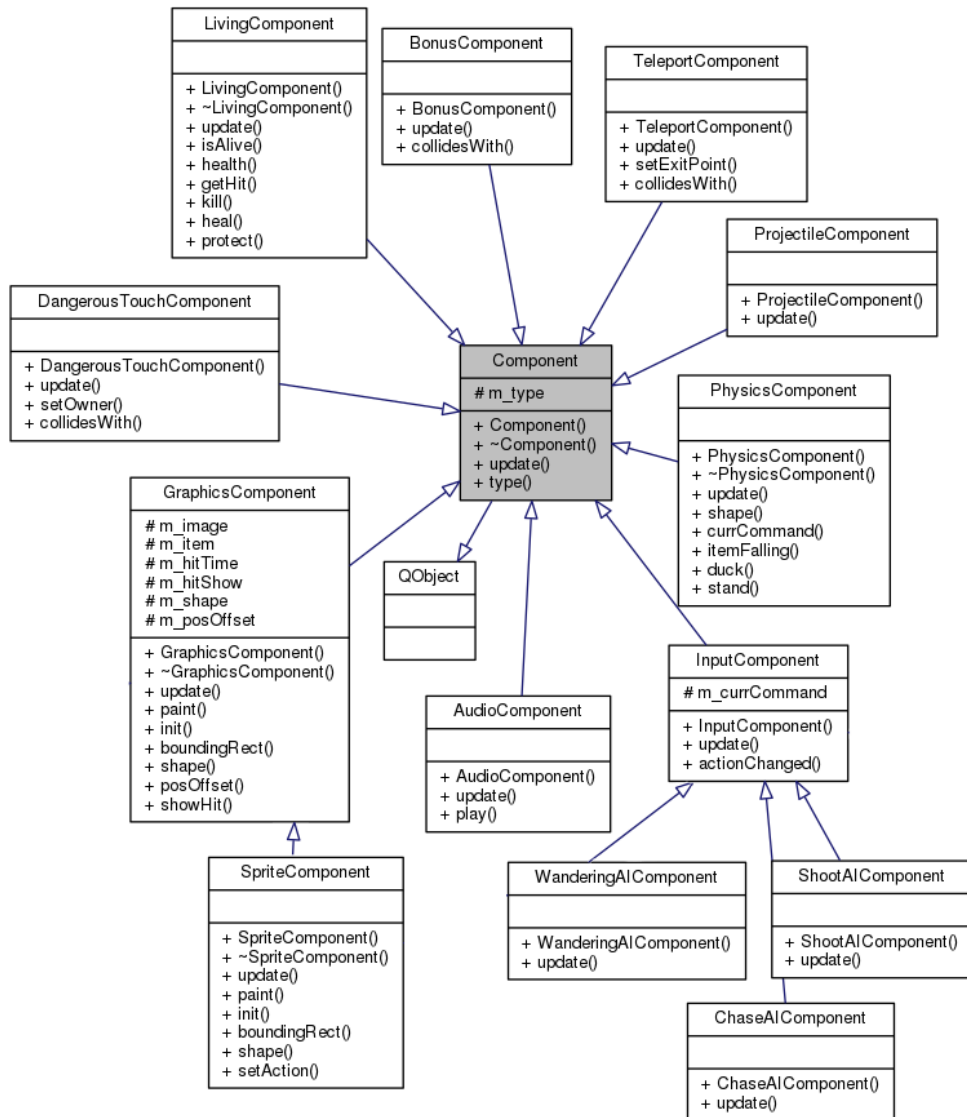 LivingComponent
+ LivingComponent()
+ ~LivingComponent()
+ update()
+ isAlive()
+ health()
+ getHit()
+ kill()
+ heal()
+ protect()
BonusComponent
+ BonusComponent()
+ update()
+ collidesWith()
TeleportComponent
+ TeleportComponent()
+ update()
+ setExitPoint()
+ collidesWith()
ProjectileComponent
+ ProjectileComponent()
+ update()
DangerousTouchComponent
+ DangerousTouchComponent()
+ update()
+ setOwner()
+ collidesWith()
Component
# m_type
+ Component()
+ ~Component()
+ update()
+ type()
PhysicsComponent
+ PhysicsComponent()
+ ~PhysicsComponent()
+ update()
+ shape()
+ currCommand()
+ itemFalling()
+ duck()
+ stand()
GraphicsComponent
# m_image
# m_item
# m_hitTime
# m_hitShow
# m_shape
# m_posOffset
+ GraphicsComponent()
+ ~GraphicsComponent()
+ update()
+ paint()
+ init()
+ boundingRect()
+ shape()
+ posOffset()
+ showHit()
QObject
AudioComponent
+ AudioComponent()
+ update()
+ play()
InputComponent
# m_currCommand
+ InputComponent()
+ update()
+ actionChanged()
SpriteComponent
+ SpriteComponent()
+ ~SpriteComponent()
+ update()
+ paint()
+ init()
+ boundingRect()
+ shape()
+ setAction()
WanderingAIComponent
+ WanderingAIComponent()
+ update()
ShootAIComponent
+ ShootAIComponent()
+ update()
ChaseAIComponent
+ ChaseAIComponent()
+ update()